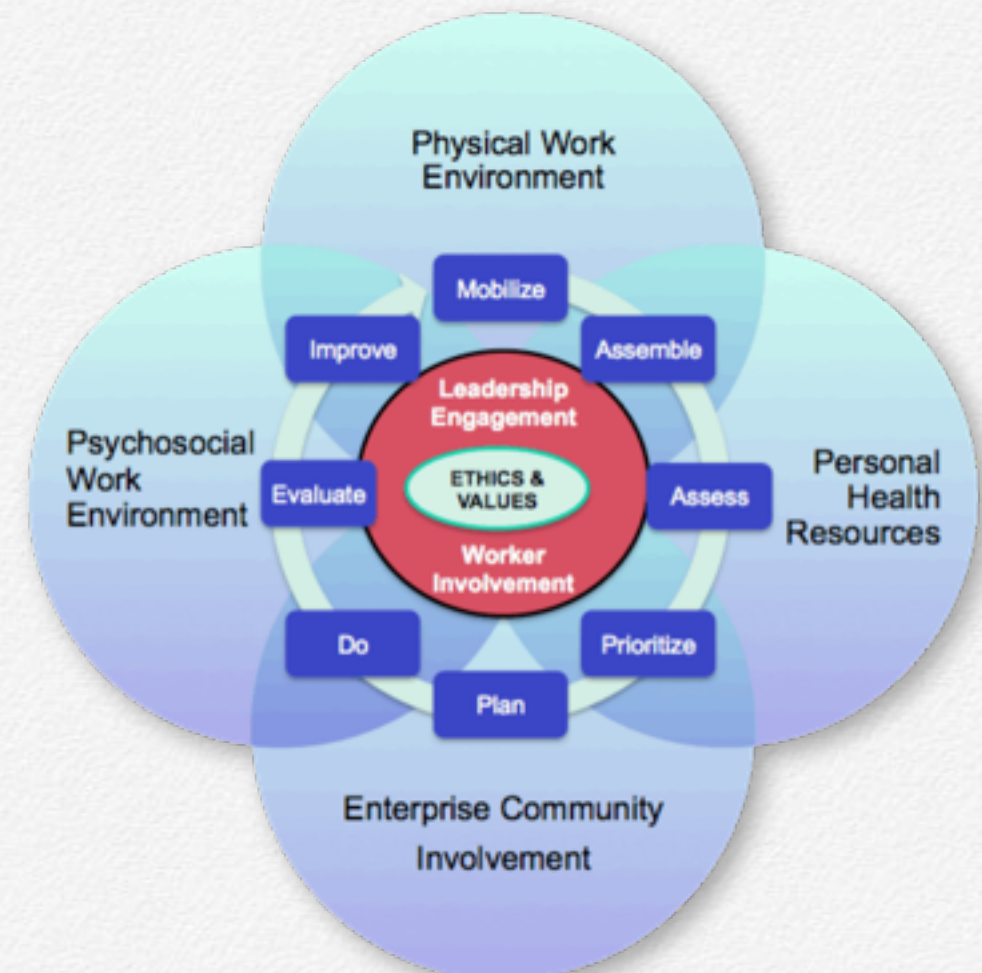 Physical Work
Environment
Mobilize
Improve
Assemble
Leadership
Engagement
Psychosocial
Work
Environment
Evaluate
ETHICS &
VALUES
Assess
Personal
Health
Resources
Worker
Involvement
Do
Prioritize
Plan
Enterprise Community
Involvement